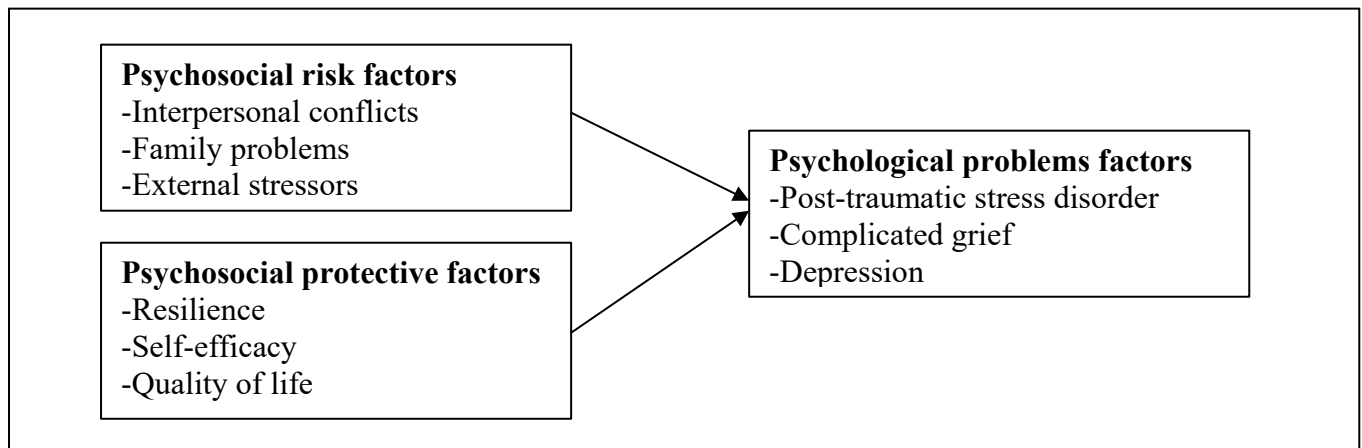 Psychosocial risk factors
-Interpersonal conflicts
-Family problems
-External stressors
Psychosocial protective factors
-Resilience
-Self-efficacy
-Quality of life
Psychological problems factors
-Post-traumatic stress disorder
-Complicated grief
-Depression